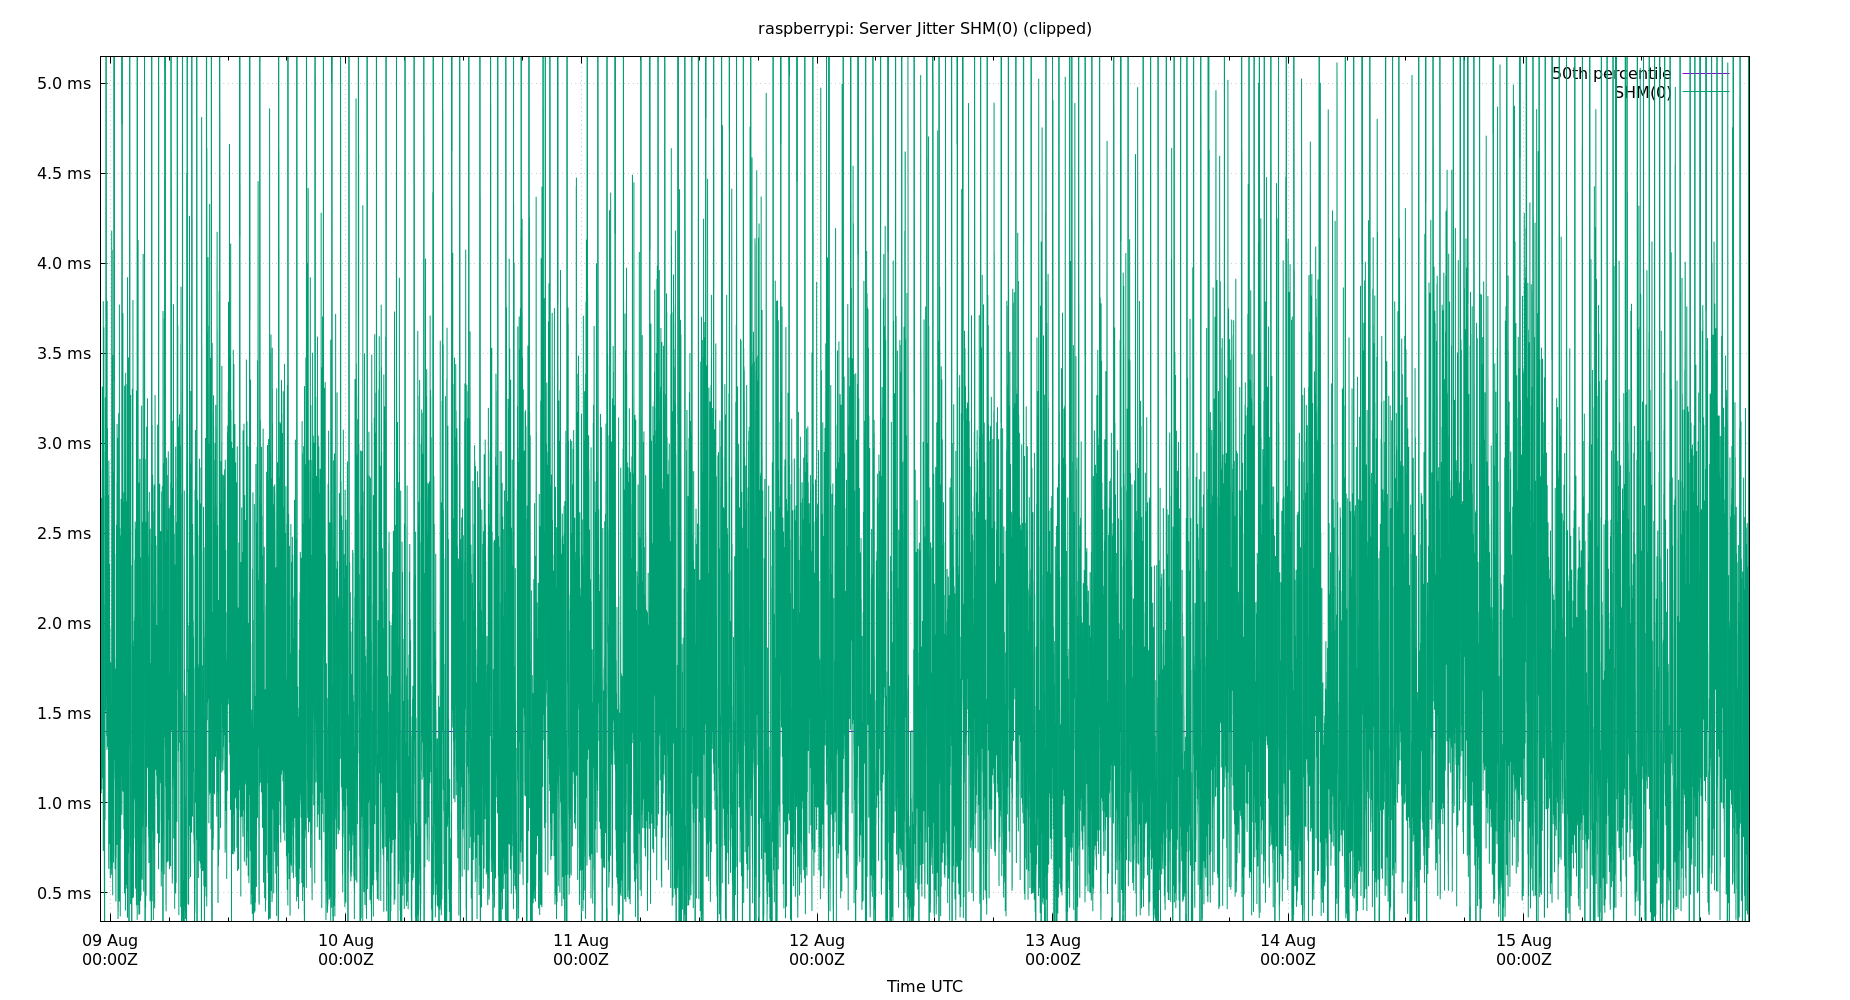 raspberrypi: Server Jitter SHM(0) (clipped)
50th percentile
SHM(0)
5.0 ms
4.5 ms
4.0 ms
3.5 ms
3.0 ms
2.5 ms
2.0 ms
1.5 ms
1.0 ms
0.5 ms
09 Aug 10 Aug 11 Aug 12 Aug 13 Aug 14 Aug 15 Aug
00:00Z 00:00Z 00:00Z 00:00Z 00:00Z 00:00Z 00:00Z
Time UTC